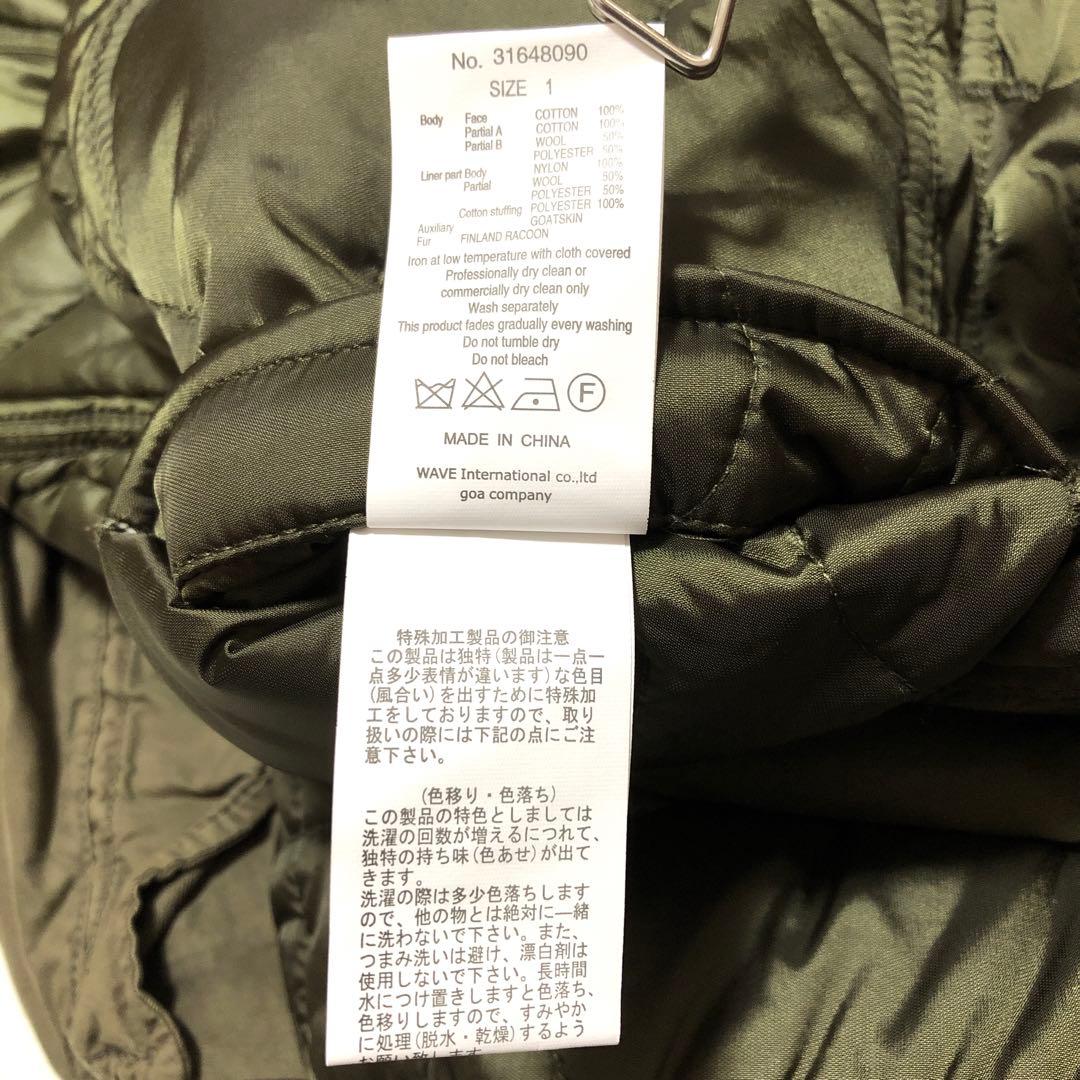 No. 31648090
SIZE 1
Body Face COTTON 100%
Partial A COTTON 100%
Partial B WOOL 50%
POLYESTER 50%
Liner part Body NYLON 100%
Partial WOOL 50%
POLYESTER 50%
Cotton stuffing POLYESTER 100%
Auxiliary GOATSKIN
Fur FINLAND RACOON
Iron at low temperature with cloth covered
Professionally dry clean or
commercially dry clean only
Wash separately
This product fades gradually every washing
Do not tumble dry
Do not bleach
F
MADE IN CHINA
WAVE International co.,ltd
goa company
特殊加工製品の御注意
この製品は独特(製品は一点一
点多少表情が違います)な色目
(風合い)を出すために特殊加
工をしておりますので、取り
扱いの際には下記の点にご注
意下さい。
(色移り・色落ち)
この製品の特色としましては
洗濯の回数が増えるにつれて、
独特の持ち味(色あせ)が出て
きます。
洗濯の際は多少色落ちします
ので、他の物とは絶対に一緒
に洗わないで下さい。また、
つまみ洗いは避け、漂白剤は
使用しないで下さい。長時間
水につけ置きしますと色落ち、
色移りしますので、すみやか
に処理(脱水・乾燥)するよう
お願い致します。